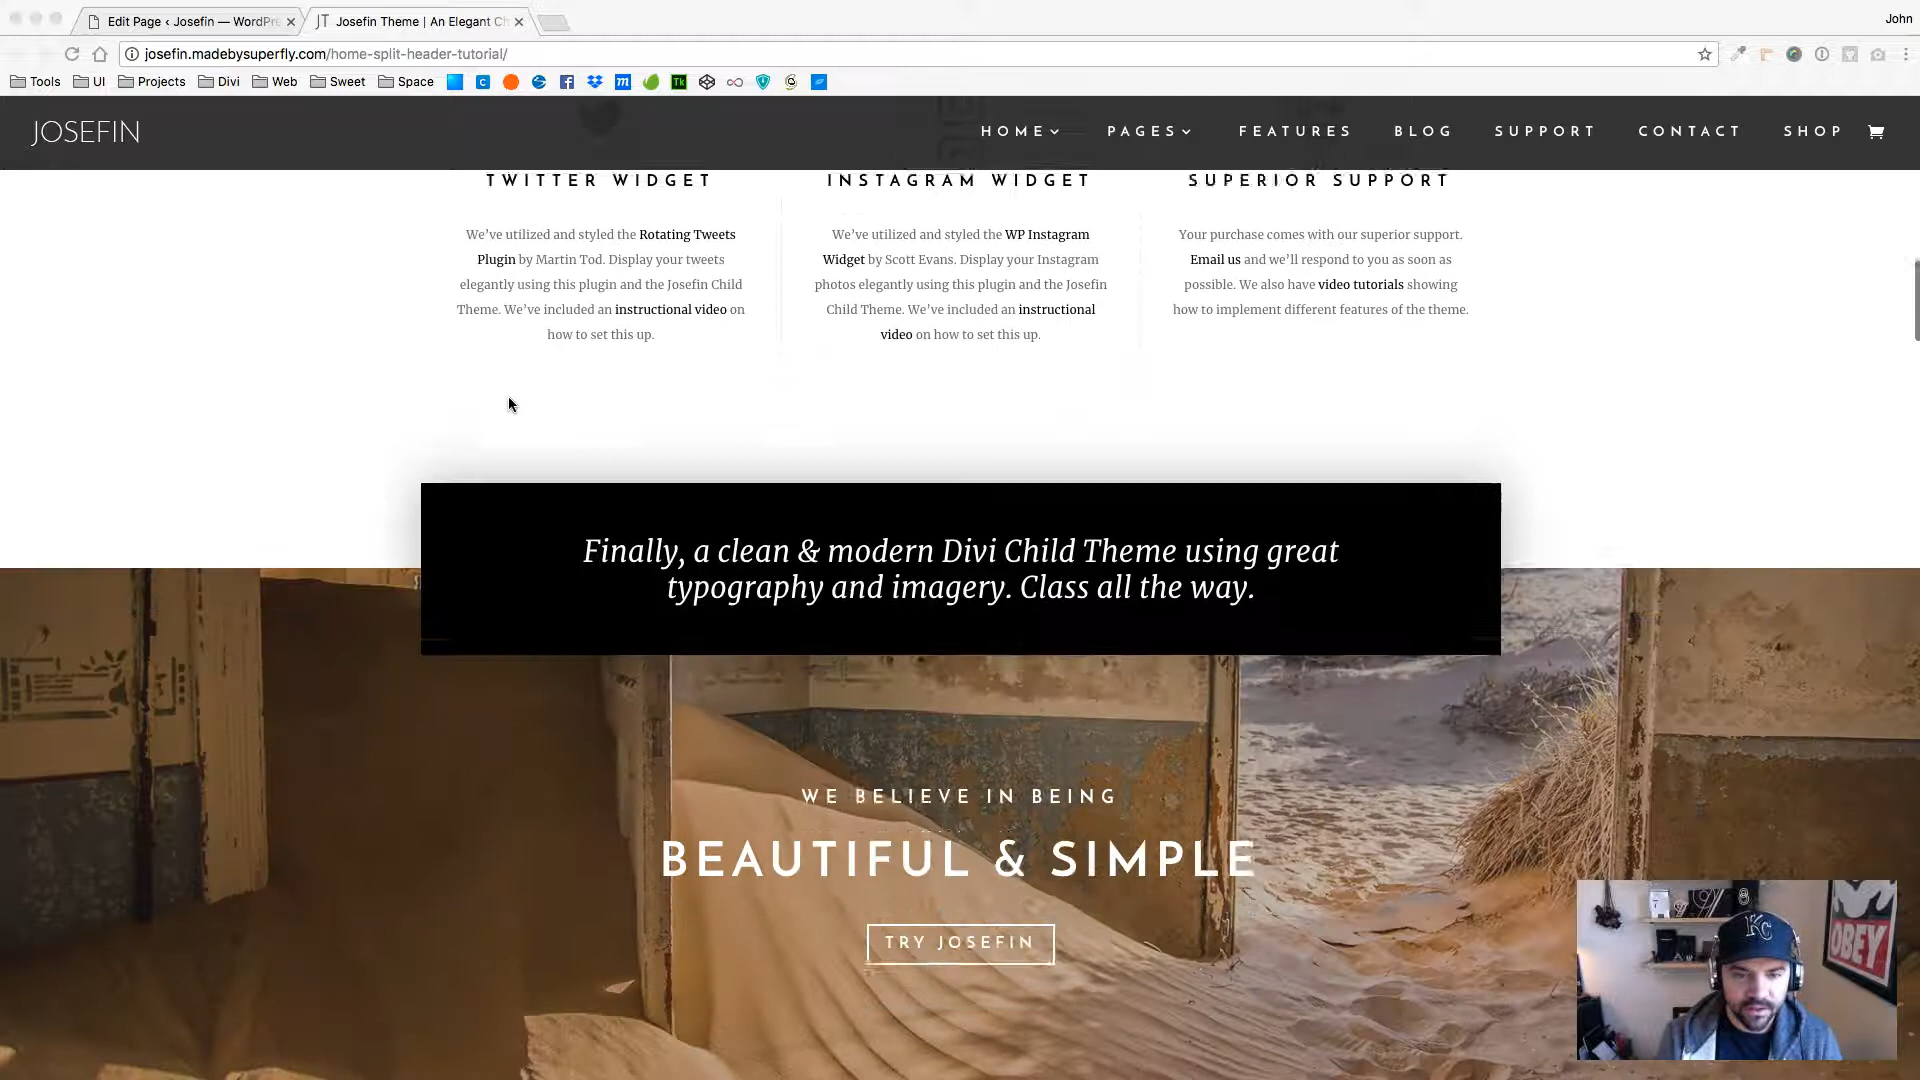 Edit Page ‹ Josefin — WordPre
Josefin Theme | An Elegant Ch
John
josefin.madebysuperfly.com/home-split-header-tutorial/
Tools UI Projects Divi Web Sweet Space
JOSEFIN
HOME PAGES FEATURES BLOG SUPPORT CONTACT SHOP
TWITTER WIDGET
We’ve utilized and styled the Rotating Tweets
Plugin by Martin Tod. Display your tweets
elegantly using this plugin and the Josefin Child
Theme. We’ve included an instructional video on
how to set this up.
INSTAGRAM WIDGET
We’ve utilized and styled the WP Instagram
Widget by Scott Evans. Display your Instagram
photos elegantly using this plugin and the Josefin
Child Theme. We’ve included an instructional
video on how to set this up.
SUPERIOR SUPPORT
Your purchase comes with our superior support.
Email us and we’ll respond to you as soon as
possible. We also have video tutorials showing
how to implement different features of the theme.
Finally, a clean & modern Divi Child Theme using great
typography and imagery. Class all the way.
WE BELIEVE IN BEING
BEAUTIFUL & SIMPLE
TRY JOSEFIN
KC
OBEY